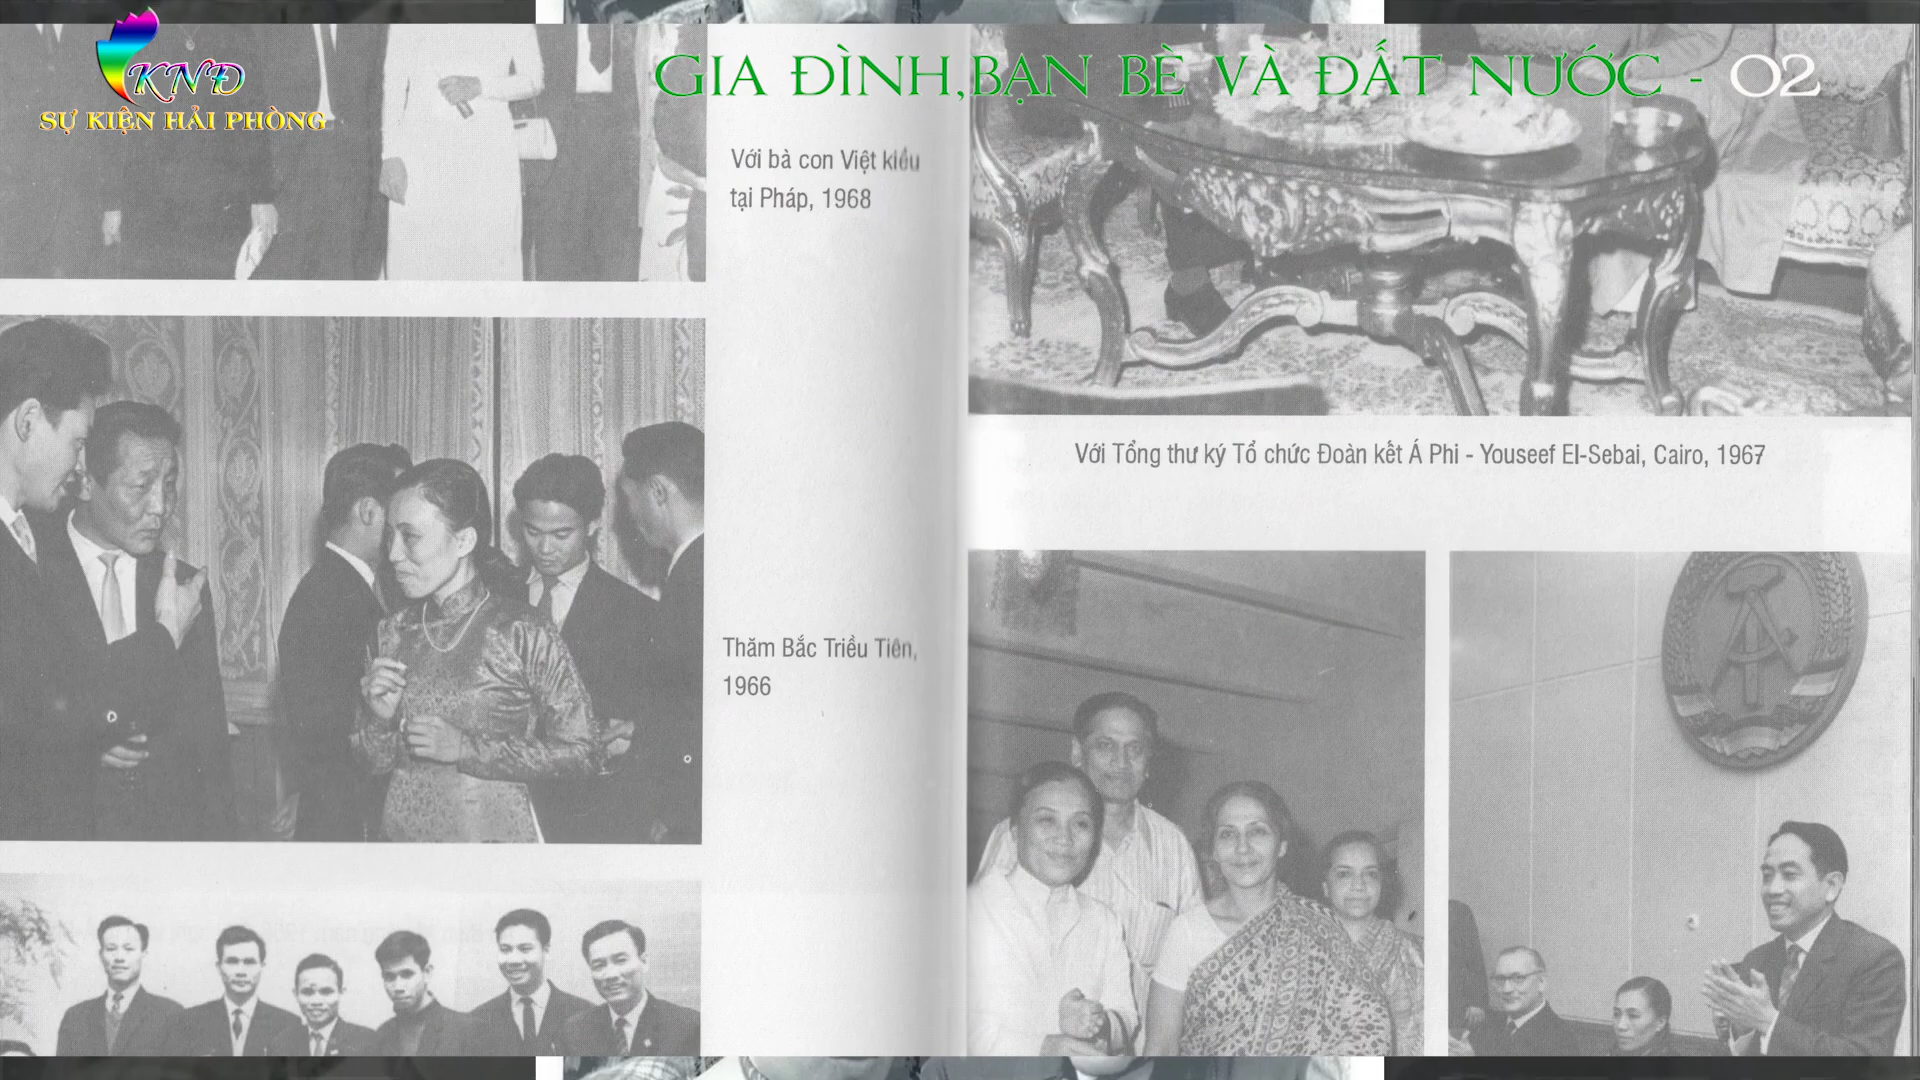 KNĐ
SỰ KIỆN HẢI PHÒNG
GIA ĐÌNH,BẠN BÈ VÀ ĐẤT NƯỚC - 02
Với bà con Việt kiều
tại Pháp, 1968
Thăm Bắc Triều Tiên,
1966
Với Tổng thư ký Tổ chức Đoàn kết Á Phi - Youseef El-Sebai, Cairo, 1967